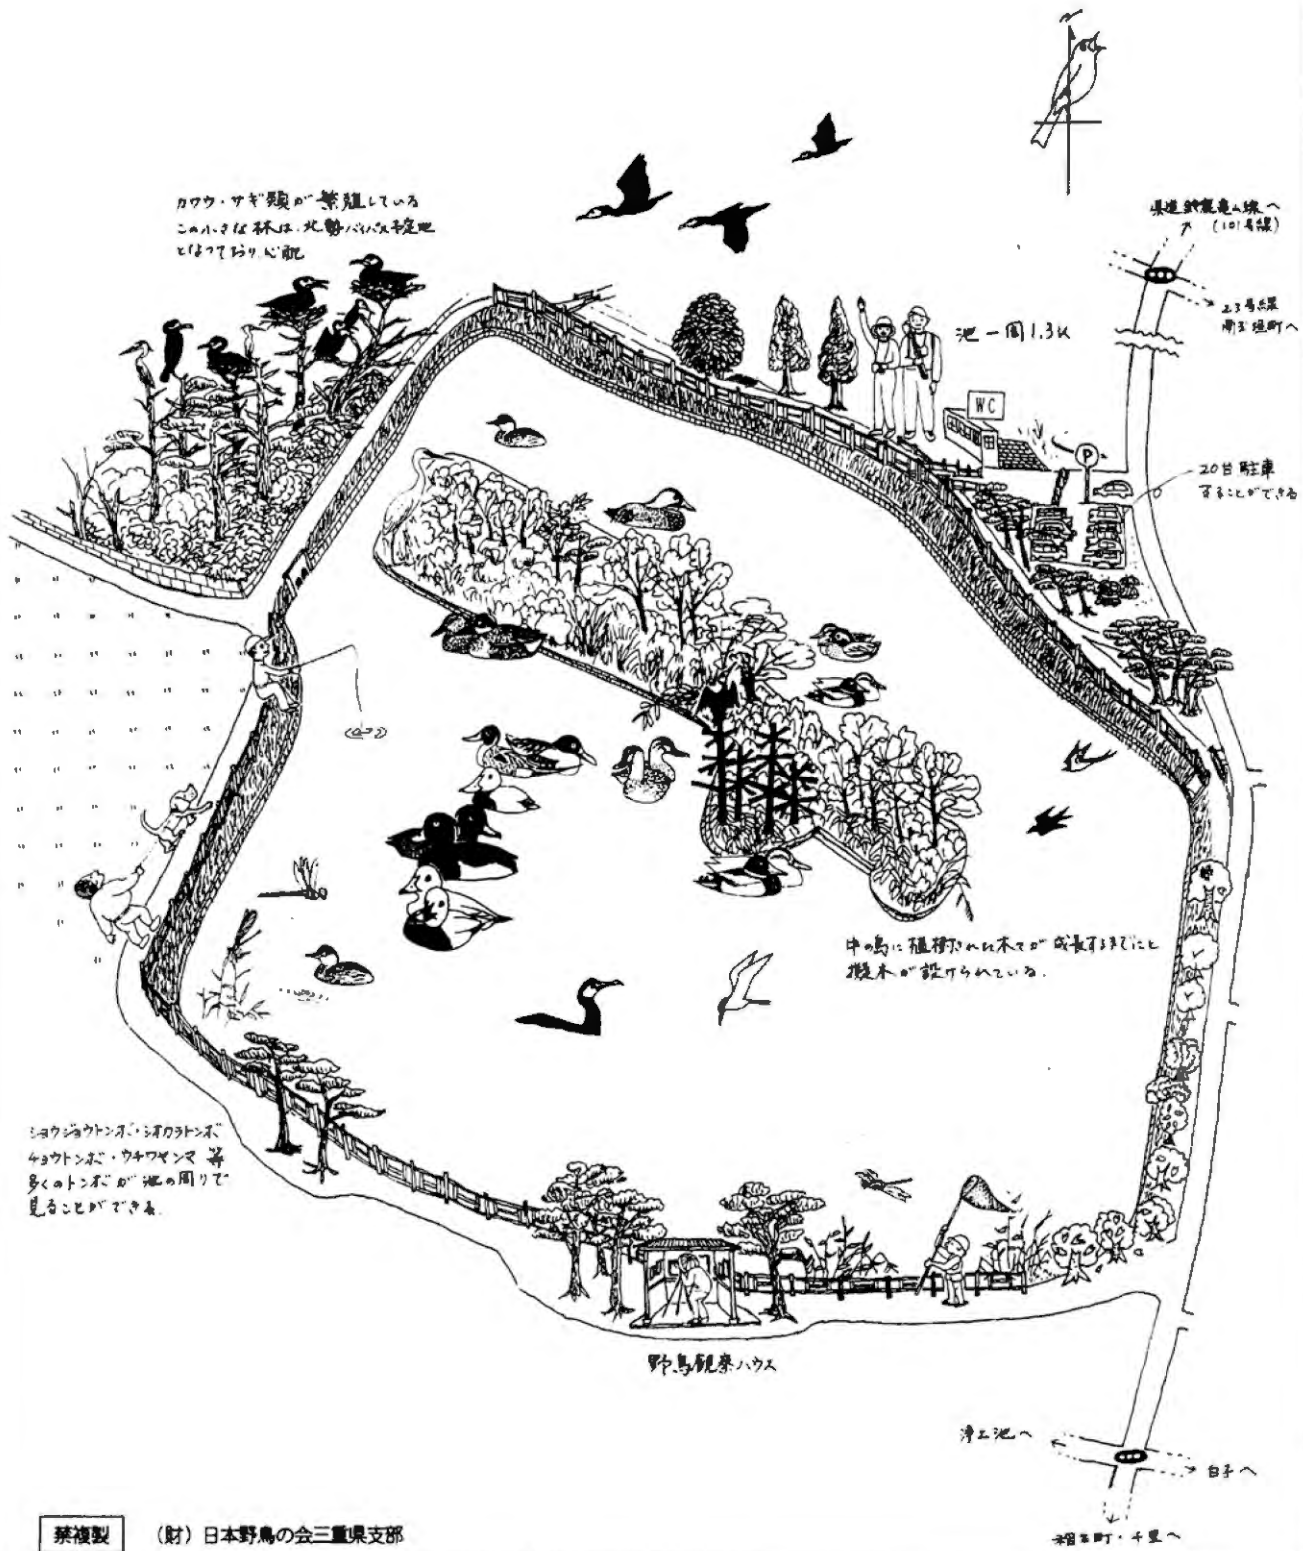 N
カワウ・サギ類が繁殖している
この小さな林は、北勢バイパス予定地
となっており心配
県道鈴鹿亀山線へ
(101号線)
23号線
南玉垣町へ
池一周1.3K
WC
P
20台駐車
することができる
中の島に植樹された木々が成長するまでにと
擬木が設けられている。
ショウジョウトンボ・シオカラトンボ
チョウトンボ・ウチワヤンマ 等
多くのトンボが池の周りで
見ることができる。
野鳥観察ハウス
浄土池へ
白子へ
稲生町・千里へ
禁複製 (財)日本野鳥の会三重県支部